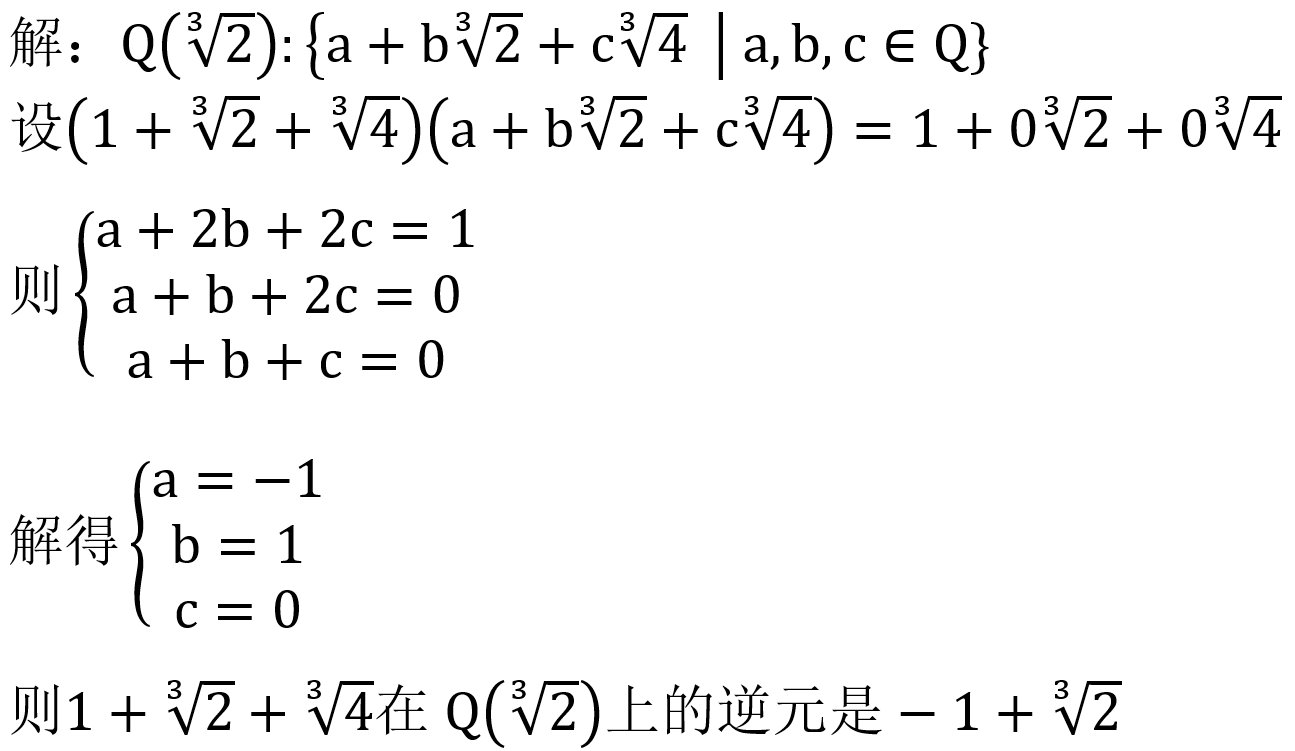 解：Q(∛2): {a + b∛2 + c∛4 | a, b, c ∈ Q}
设(1 + ∛2 + ∛4)(a + b∛2 + c∛4) = 1 + 0∛2 + 0∛4
则{a + 2b + 2c = 1
a + b + 2c = 0
a + b + c = 0
解得{a = −1
b = 1
c = 0
则1 + ∛2 + ∛4在 Q(∛2)上的逆元是 − 1 + ∛2